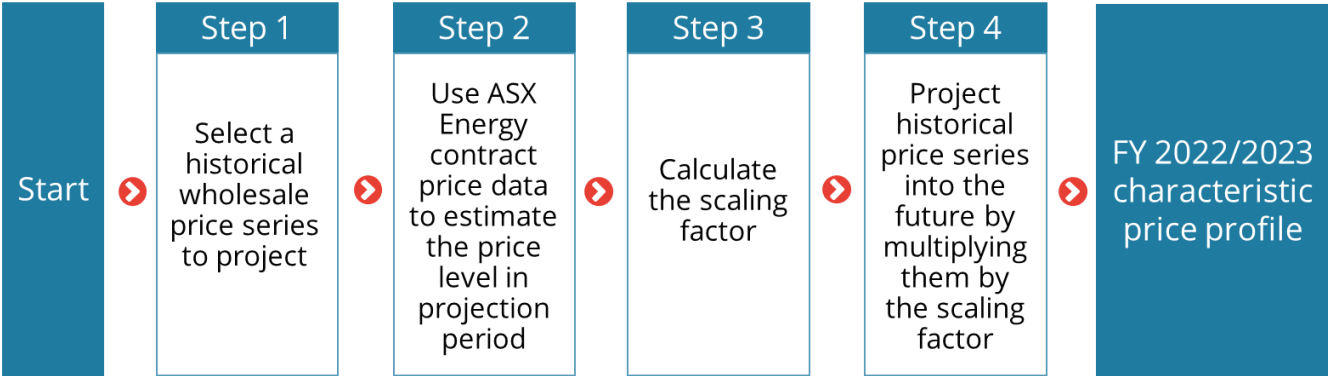 Start
Step 1
Select a
historical
wholesale
price series
to project
Step 2
Use ASX
Energy
contract
price data
to estimate
the price
level in
projection
period
Step 3
Calculate
the scaling
factor
Step 4
Project
historical
price series
into the
future by
multiplying
them by
the scaling
factor
FY 2022/2023
characteristic
price profile